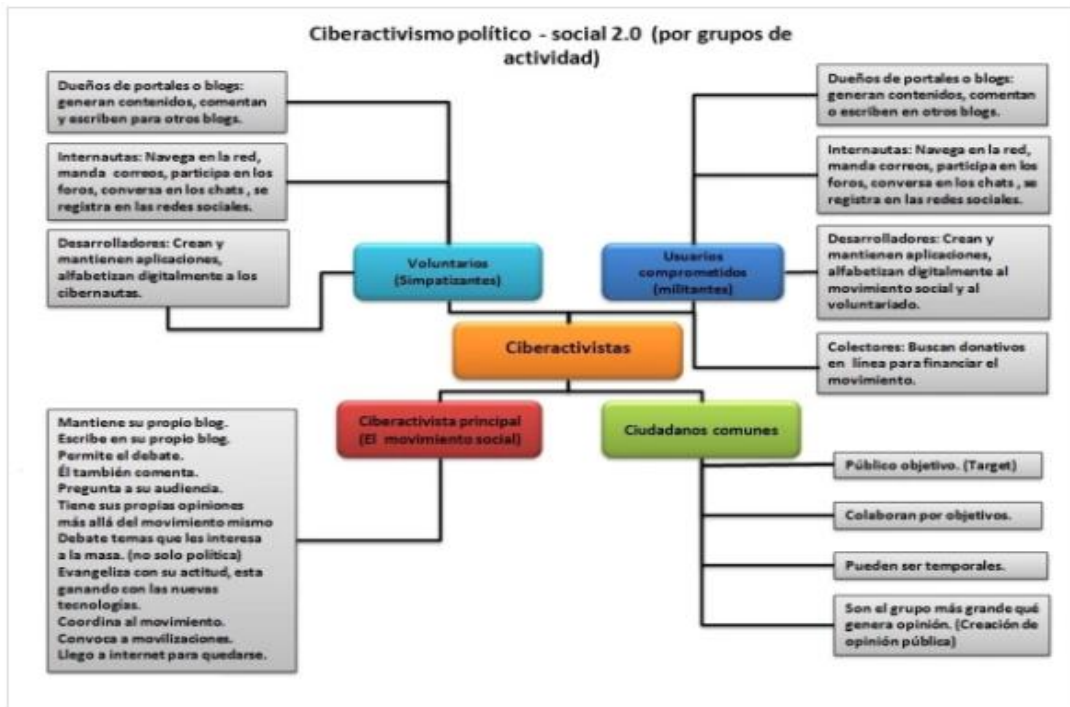 Ciberactivismo político - social 2.0 (por grupos de
actividad)
Dueños de portales o blogs:
generan contenidos, comentan
y escriben para otros blogs.
Internautas: Navega en la red,
manda correos, participa en los
foros, conversa en los chats , se
registra en las redes sociales.
Desarrolladores: Crean y
mantienen aplicaciones,
alfabetizan digitalmente a los
cibernautas.
Voluntarios
(Simpatizantes)
Usuarios
comprometidos
(militantes)
Dueños de portales o blogs:
generan contenidos, comentan
o escriben en otros blogs.
Internautas: Navega en la red,
manda correos, participa en los
foros, conversa en los chats , se
registra en las redes sociales.
Desarrolladores: Crean y
mantienen aplicaciones,
alfabetizan digitalmente al
movimiento social y al
voluntariado.
Colectores: Buscan donativos
en línea para financiar el
movimiento.
Ciberactivistas
Ciberactivista principal
(El movimiento social)
Ciudadanos comunes
Mantiene su propio blog.
Escribe en su propio blog.
Permite el debate.
Él también comenta.
Pregunta a su audiencia.
Tiene sus propias opiniones
más allá del movimiento mismo
Debate temas que les interesa
a la masa. (no solo política)
Evangeliza con su actitud, esta
ganando con las nuevas
tecnologías.
Coordina al movimiento.
Convoca a movilizaciones.
Llego a internet para quedarse.
Público objetivo. (Target)
Colaboran por objetivos.
Pueden ser temporales.
Son el grupo más grande qué
genera opinión. (Creación de
opinión pública)